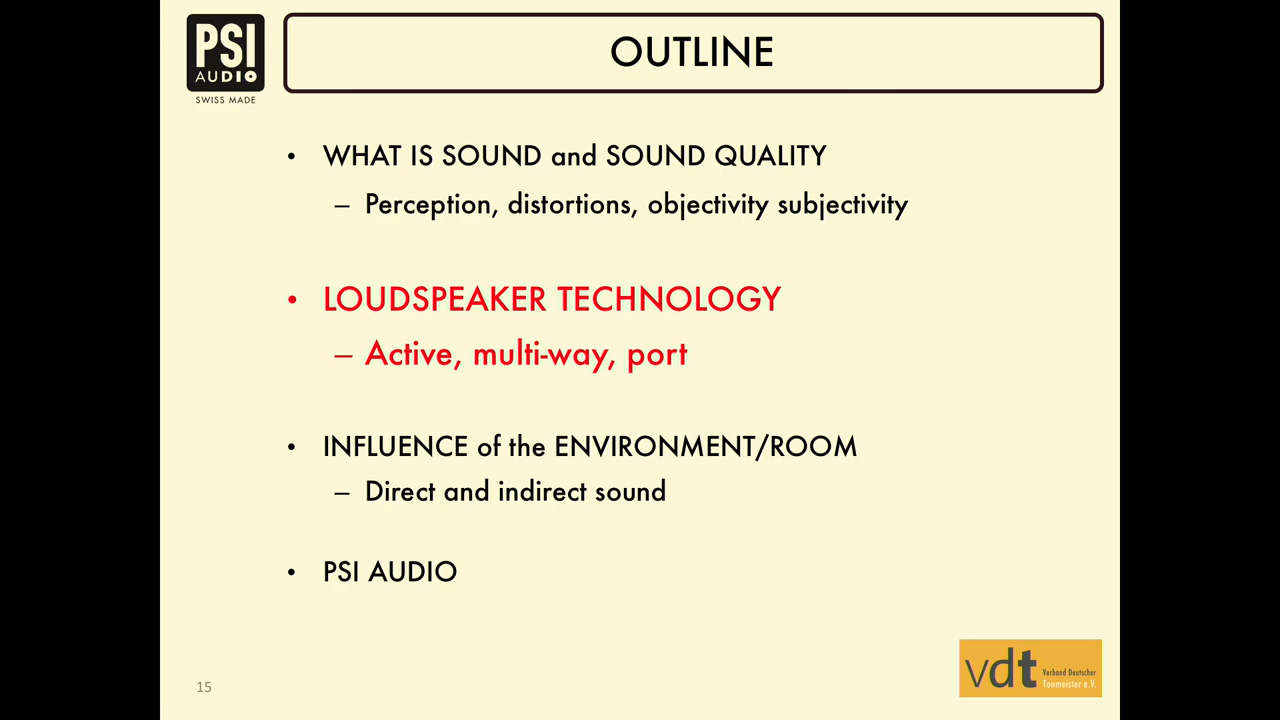 PSI
AUDIO
SWISS MADE
OUTLINE
• WHAT IS SOUND and SOUND QUALITY
– Perception, distortions, objectivity subjectivity
• LOUDSPEAKER TECHNOLOGY
– Active, multi-way, port
• INFLUENCE of the ENVIRONMENT/ROOM
– Direct and indirect sound
• PSI AUDIO
15
vdt
Verband Deutscher
Tonmeister e.V.